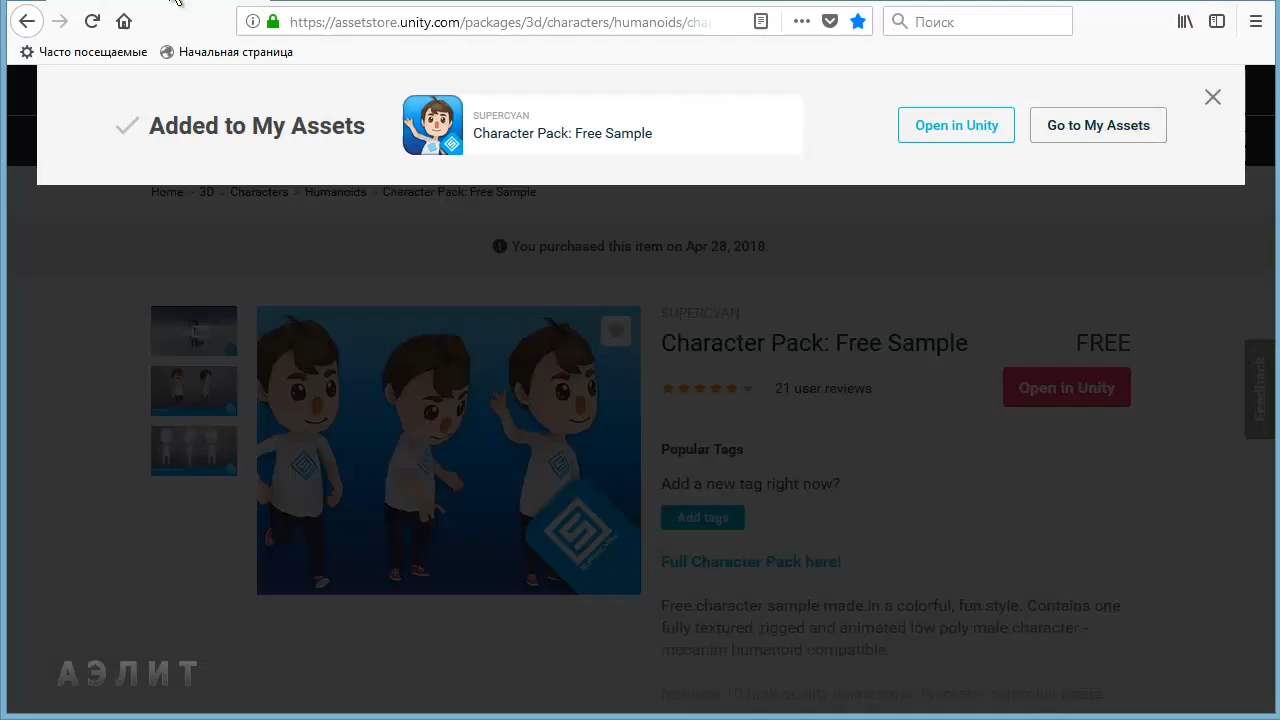 https://assetstore.unity.com/packages/3d/characters/humanoids/cha
Поиск
Часто посещаемые
Начальная страница
Added to My Assets
SUPERCYAN
Character Pack: Free Sample
Open in Unity
Go to My Assets
Home › 3D › Characters › Humanoids › Character Pack: Free Sample
You purchased this item on Apr 28, 2018.
SUPERCYAN
Character Pack: Free Sample
FREE
21 user reviews
Open in Unity
Feedback
Popular Tags
Add a new tag right now?
Add tags
Full Character Pack here!
Free character sample made in a colorful, fun style. Contains one
fully textured, rigged and animated low poly male character -
mecanim humanoid compatible.
АЭЛИТ